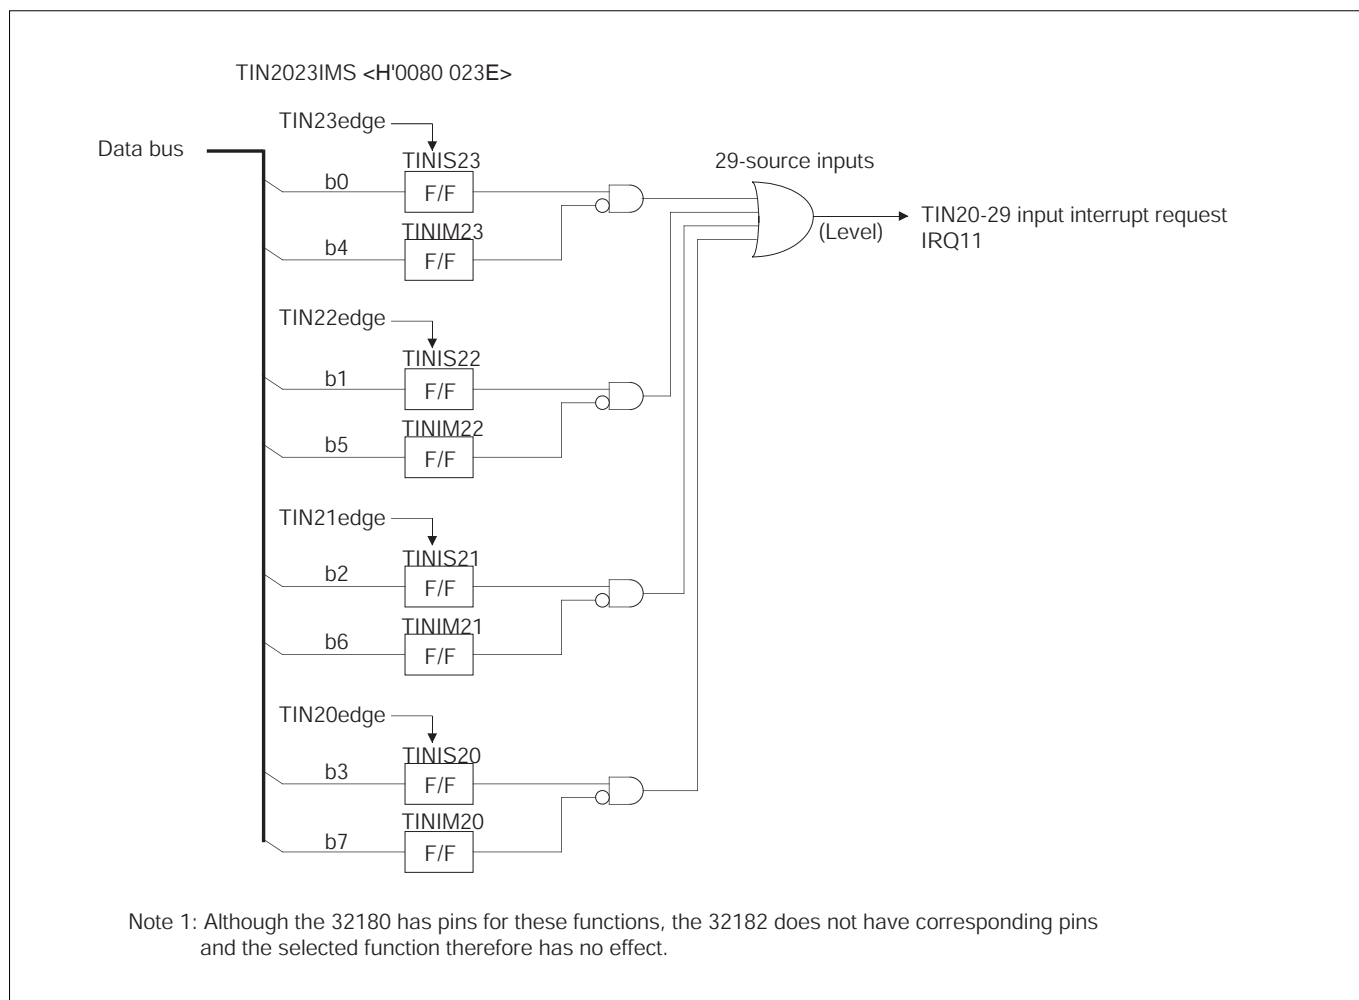 TIN2023IMS <H'0080 023E>
TIN23edge
Data bus
TINIS23
29-source inputs
b0
F/F
TIN20-29 input interrupt request
TINIM23
(Level)
IRQ11
b4
F/F
TIN22edge
TINIS22
b1
F/F
TINIM22
b5
F/F
TIN21edge
TINIS21
b2
F/F
TINIM21
b6
F/F
TIN20edge
TINIS20
b3
F/F
TINIM20
b7
F/F
Note 1: Although the 32180 has pins for these functions, the 32182 does not have corresponding pins
and the selected function therefore has no effect.